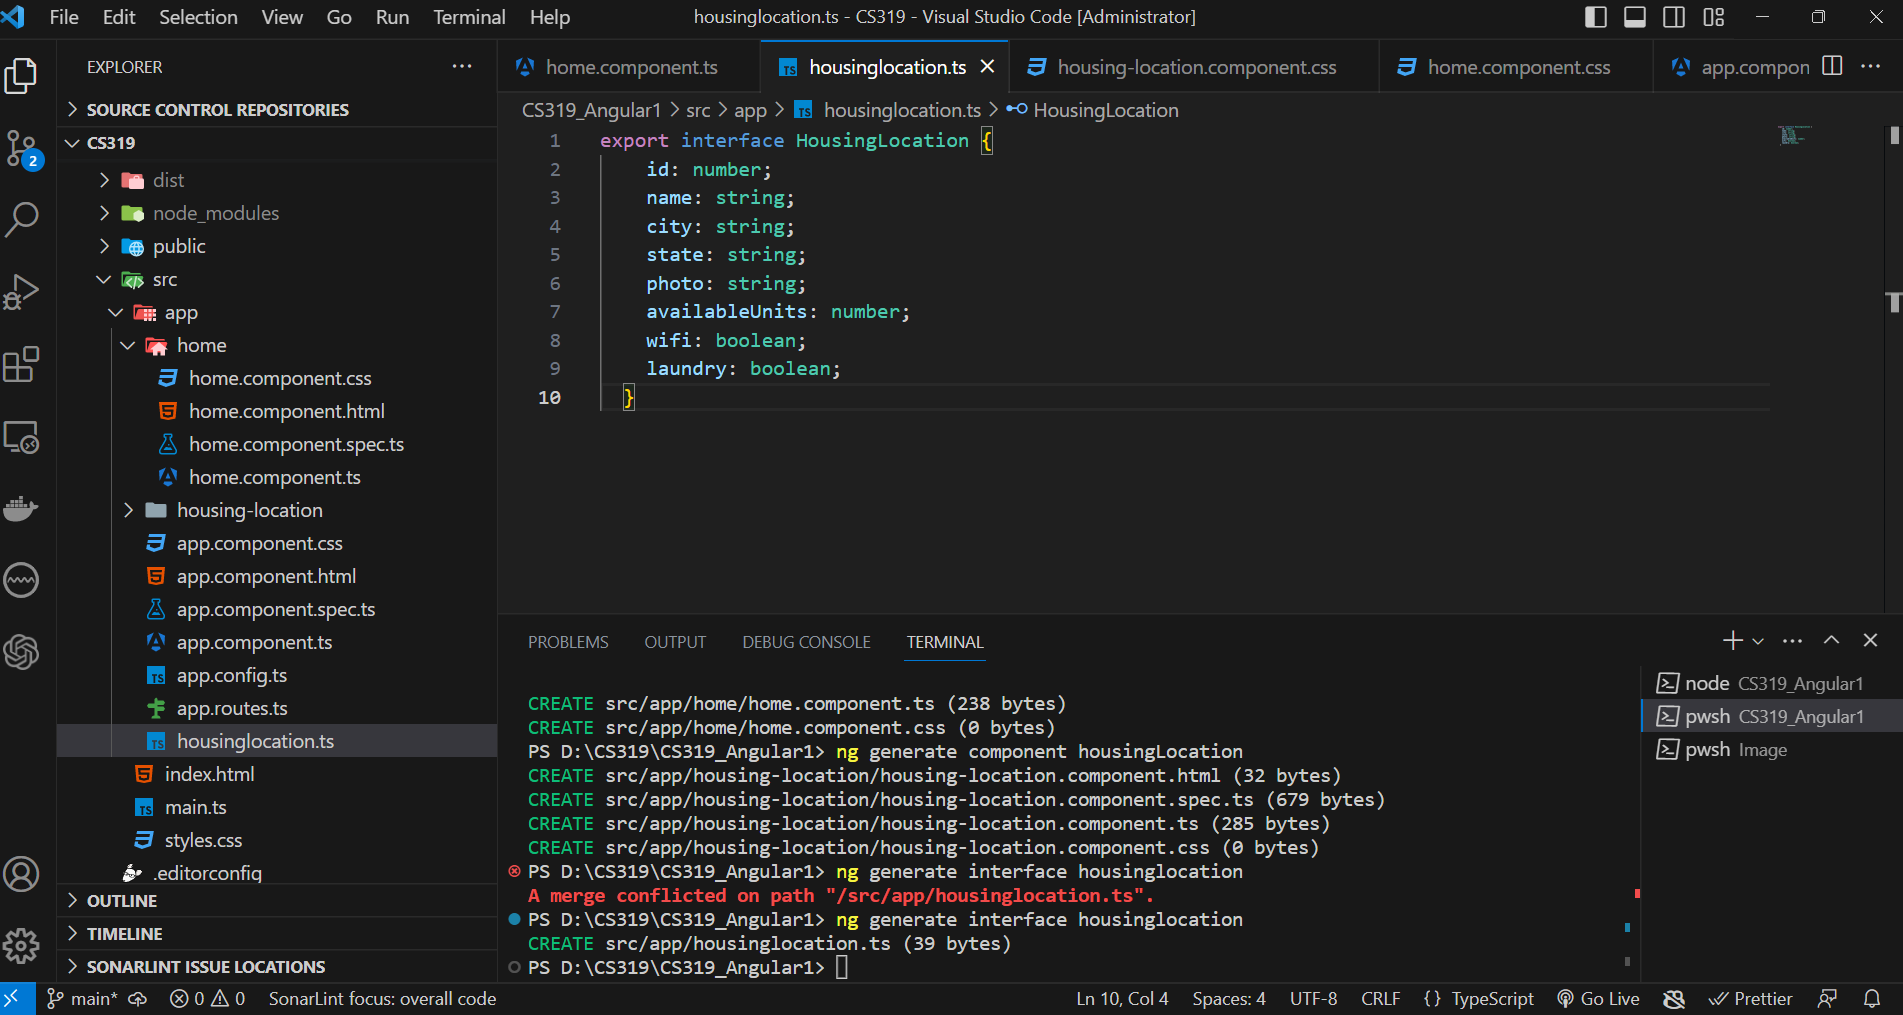 File Edit Selection View Go Run Terminal Help
housinglocation.ts - CS319 - Visual Studio Code [Administrator]
EXPLORER
SOURCE CONTROL REPOSITORIES
CS319
dist
node_modules
public
src
app
home
home.component.css
home.component.html
home.component.spec.ts
home.component.ts
housing-location
app.component.css
app.component.html
app.component.spec.ts
app.component.ts
app.config.ts
app.routes.ts
housinglocation.ts
index.html
main.ts
styles.css
.editorconfig
OUTLINE
TIMELINE
SONARLINT ISSUE LOCATIONS
2
home.component.ts housinglocation.ts housing-location.component.css home.component.css app.compon
CS319_Angular1 > src > app > TS housinglocation.ts > HousingLocation
1 export interface HousingLocation {
2 id: number;
3 name: string;
4 city: string;
5 state: string;
6 photo: string;
7 availableUnits: number;
8 wifi: boolean;
9 laundry: boolean;
10 }
PROBLEMS OUTPUT DEBUG CONSOLE TERMINAL
CREATE src/app/home/home.component.ts (238 bytes)
CREATE src/app/home/home.component.css (0 bytes)
PS D:\CS319\CS319_Angular1> ng generate component housingLocation
CREATE src/app/housing-location/housing-location.component.html (32 bytes)
CREATE src/app/housing-location/housing-location.component.spec.ts (679 bytes)
CREATE src/app/housing-location/housing-location.component.ts (285 bytes)
CREATE src/app/housing-location/housing-location.component.css (0 bytes)
PS D:\CS319\CS319_Angular1> ng generate interface housinglocation
A merge conflicted on path "/src/app/housinglocation.ts".
PS D:\CS319\CS319_Angular1> ng generate interface housinglocation
CREATE src/app/housinglocation.ts (39 bytes)
PS D:\CS319\CS319_Angular1>
node CS319_Angular1
pwsh CS319_Angular1
pwsh Image
main* 0 0 SonarLint focus: overall code Ln 10, Col 4 Spaces: 4 UTF-8 CRLF {} TypeScript Go Live Prettier